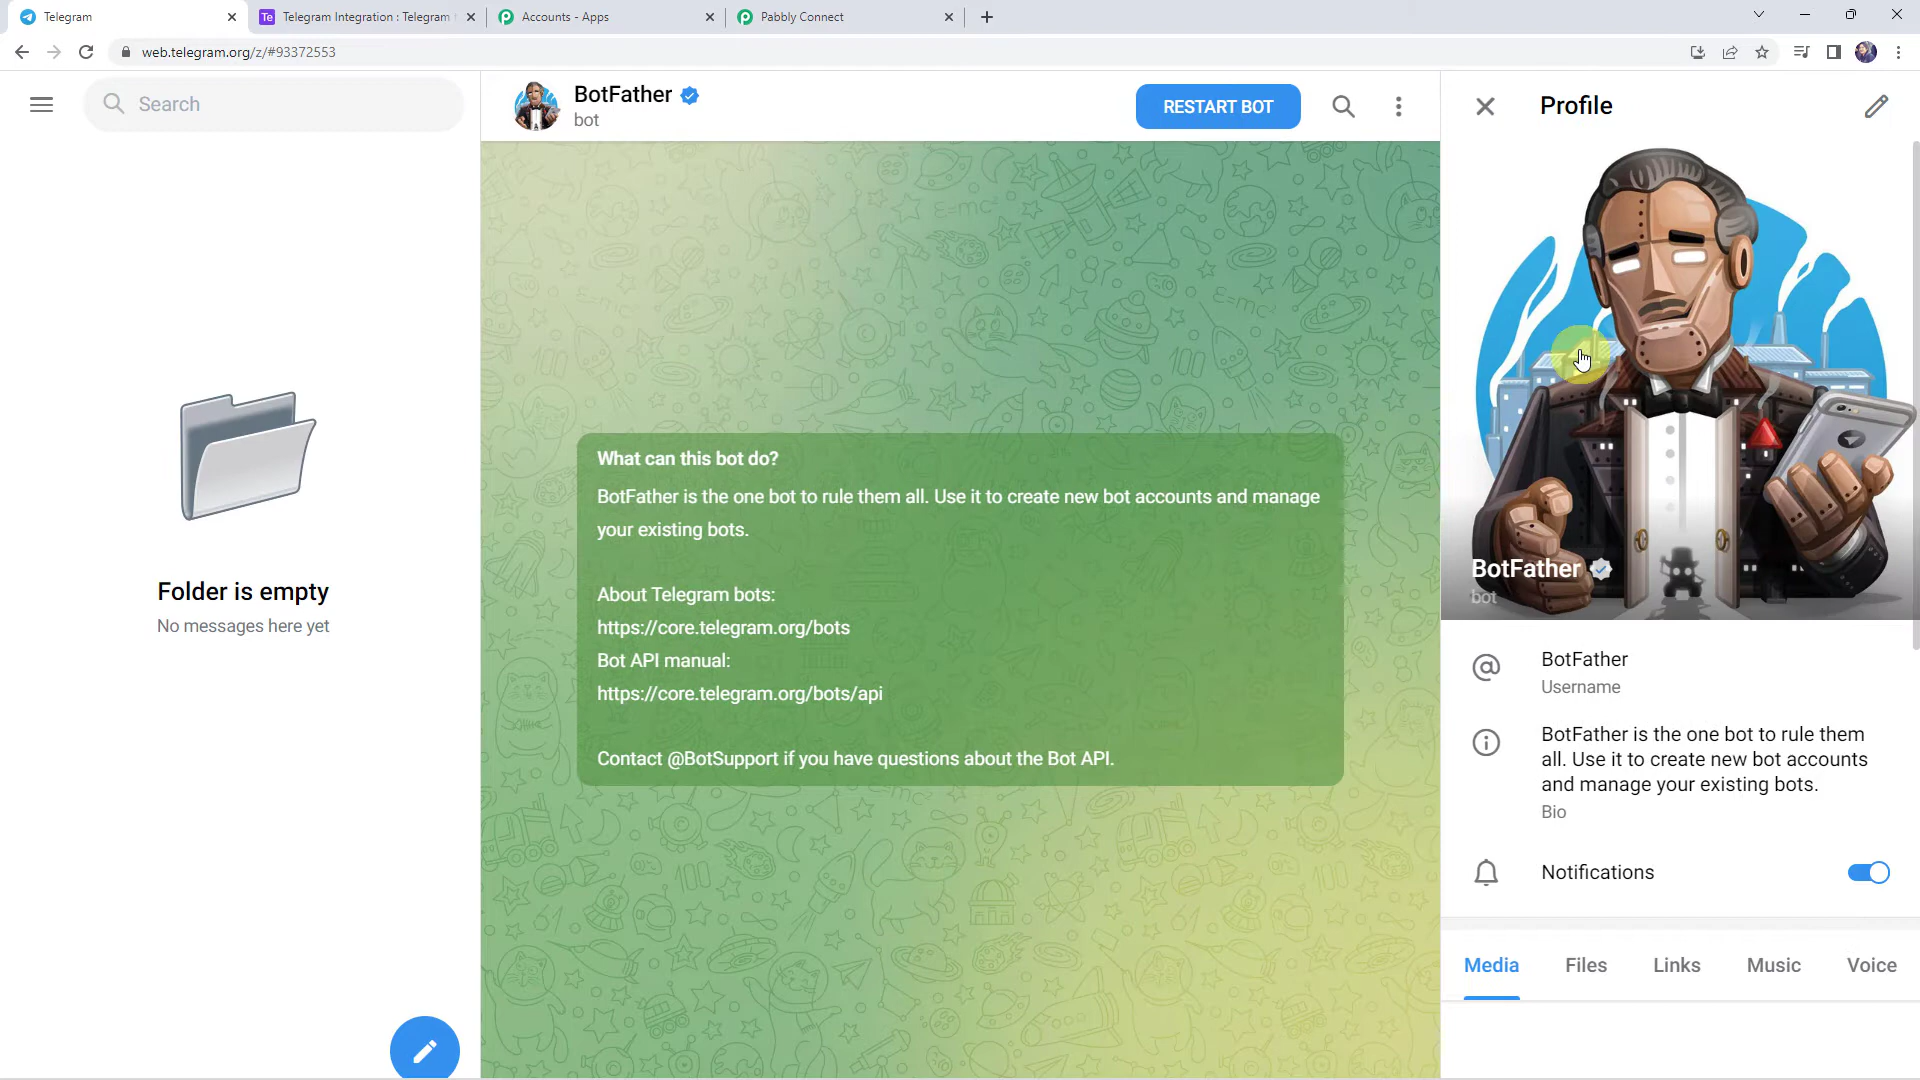 Telegram
Telegram Integration : Telegram
Accounts - Apps
Pabbly Connect
web.telegram.org/z/#93372553
Search
Folder is empty
No messages here yet
BotFather
bot
RESTART BOT
What can this bot do?
BotFather is the one bot to rule them all. Use it to create new bot accounts and manage
your existing bots.
About Telegram bots:
https://core.telegram.org/bots
Bot API manual:
https://core.telegram.org/bots/api
Contact @BotSupport if you have questions about the Bot API.
Profile
BotFather
bot
BotFather
Username
BotFather is the one bot to rule them
all. Use it to create new bot accounts
and manage your existing bots.
Bio
Notifications
Media Files Links Music Voice